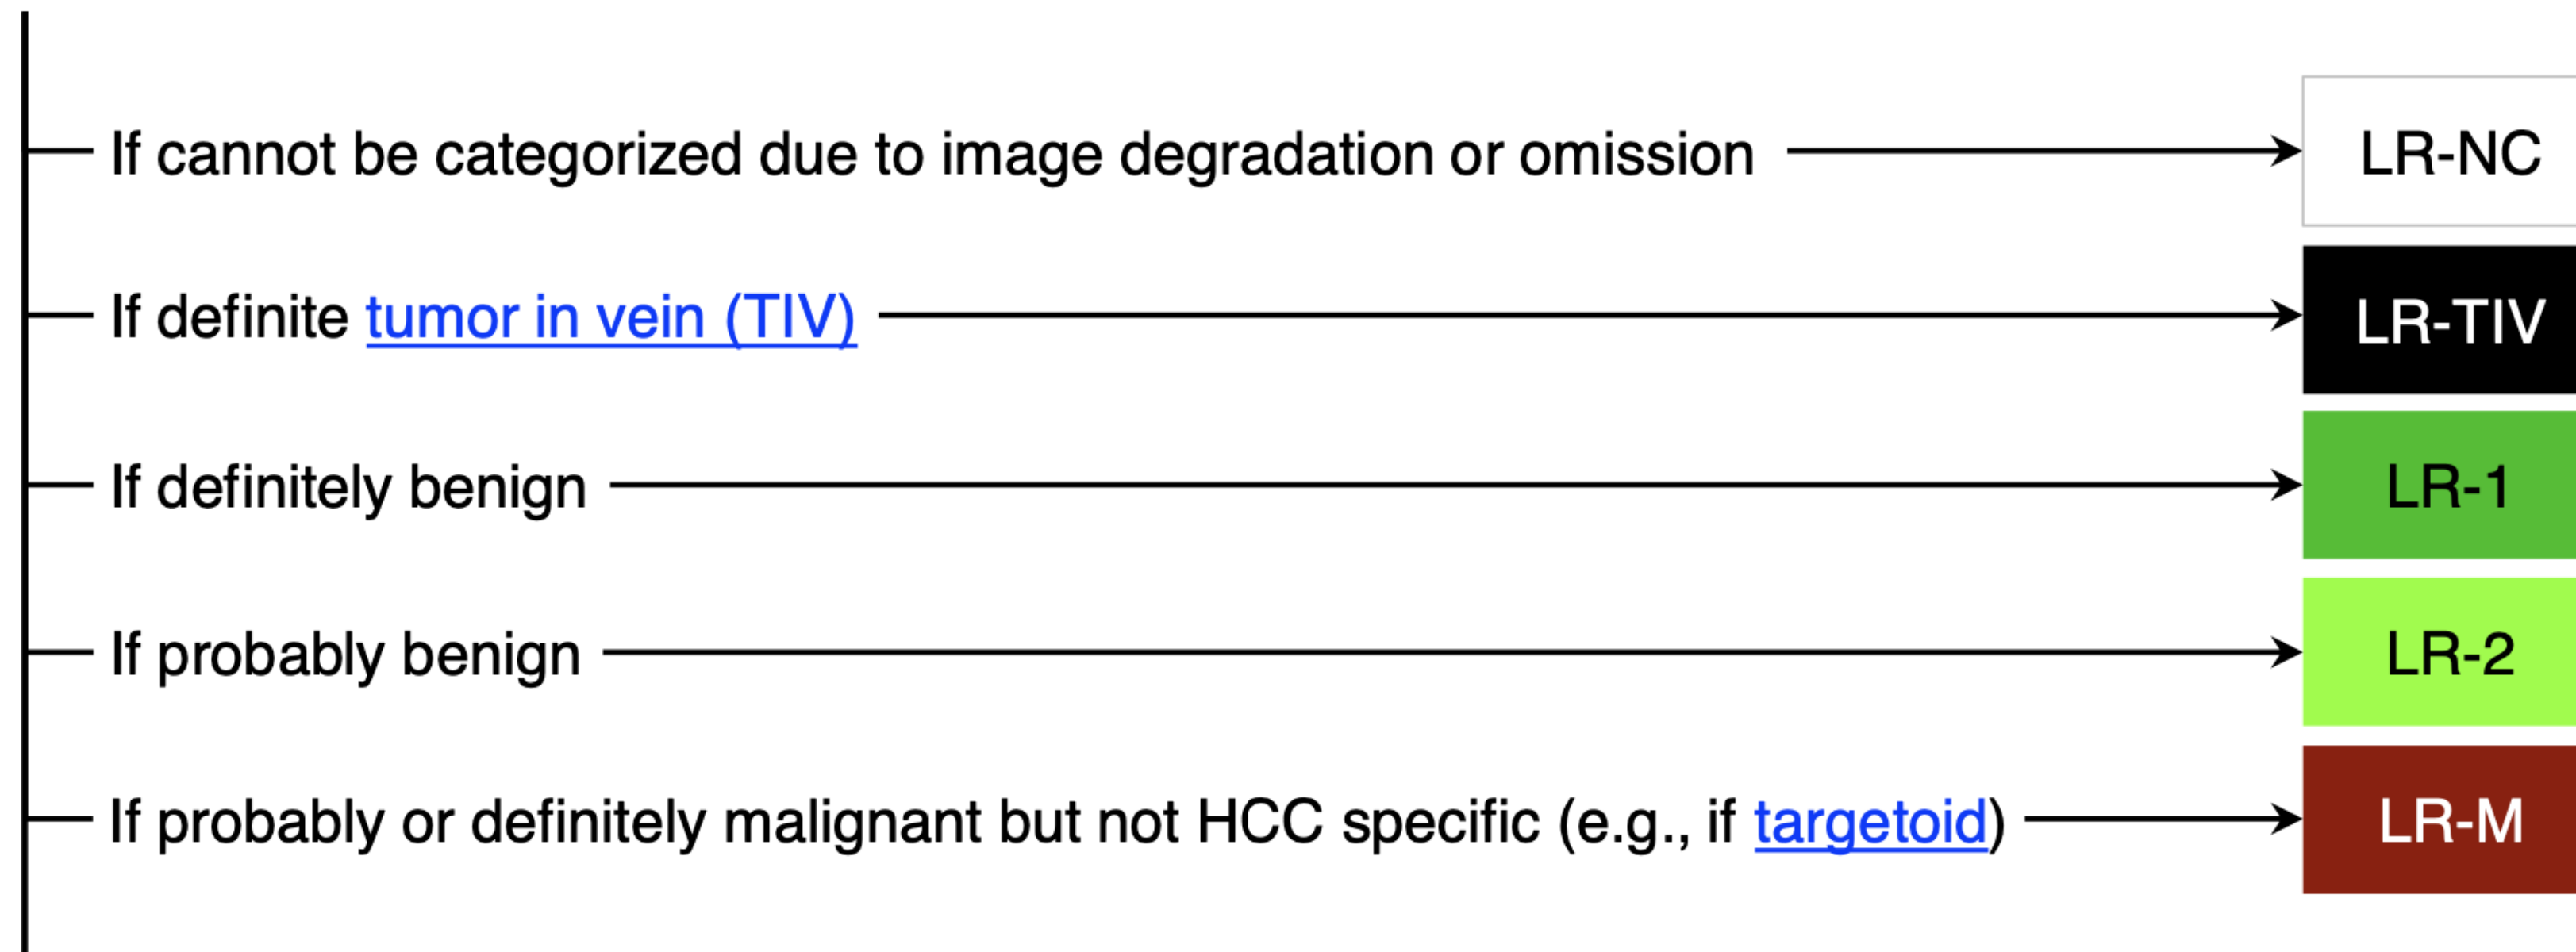 If cannot be categorized due to image degradation or omission LR-NC
If definite tumor in vein (TIV) LR-TIV
If definitely benign LR-1
If probably benign LR-2
If probably or definitely malignant but not HCC specific (e.g., if targetoid) LR-M